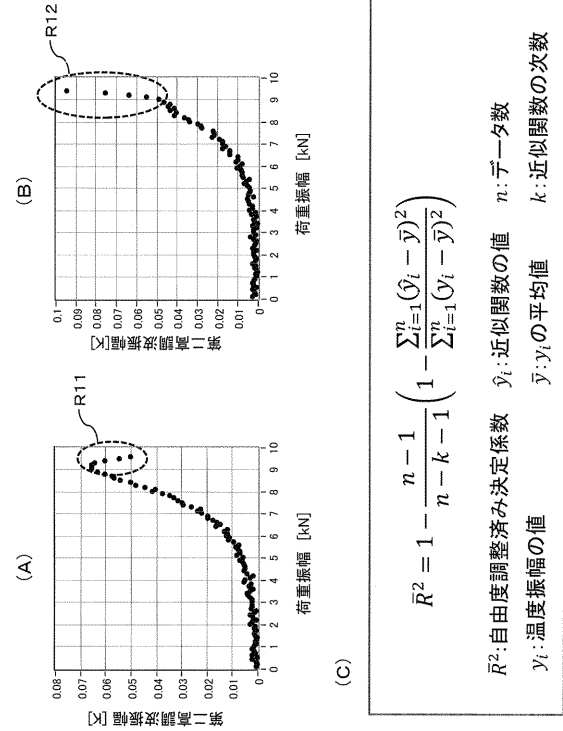 (A)
R11
第二高調波振幅[K]
0.08
0.07
0.06
0.05
0.04
0.03
0.02
0.01
0
0 1 2 3 4 5 6 7 8 9 10
荷重振幅 [kN]
(B)
R12
第二高調波振幅[K]
0.1
0.09
0.08
0.07
0.06
0.05
0.04
0.03
0.02
0.01
0
0 1 2 3 4 5 6 7 8 9 10
荷重振幅 [kN]
(C)
R̄² = 1 − (n − 1)/(n − k − 1) (1 − Σⁿᵢ₌₁(ŷᵢ − ȳ)²/Σⁿᵢ₌₁(yᵢ − ȳ)²)
R̄²:自由度調整済み決定係数 ŷᵢ:近似関数の値 n:データ数
yᵢ:温度振幅の値 ȳ:yᵢの平均値 k:近似関数の次数